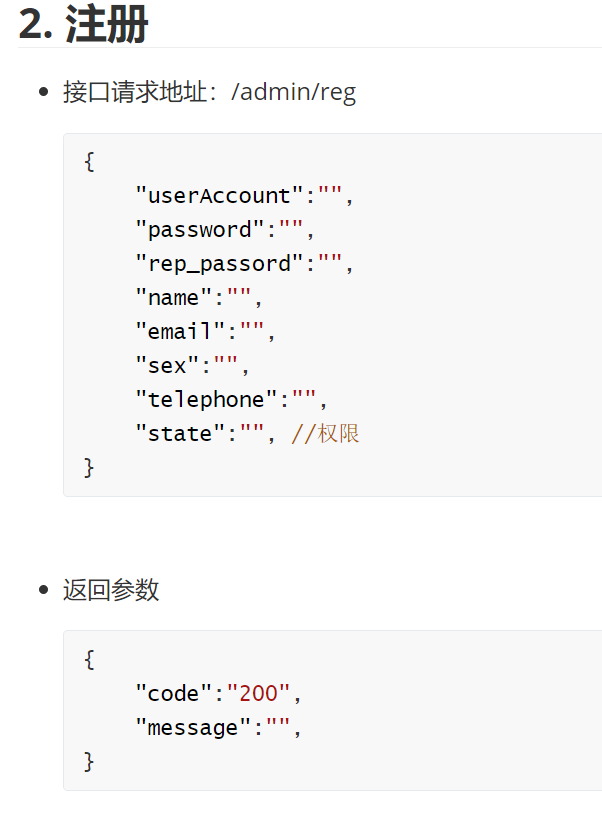 2. 注册
接口请求地址：/admin/reg
{
"userAccount":"",
"password":"",
"rep_passord":"",
"name":"",
"email":"",
"sex":"",
"telephone":"",
"state":"", //权限
}
返回参数
{
"code":"200",
"message":"",
}